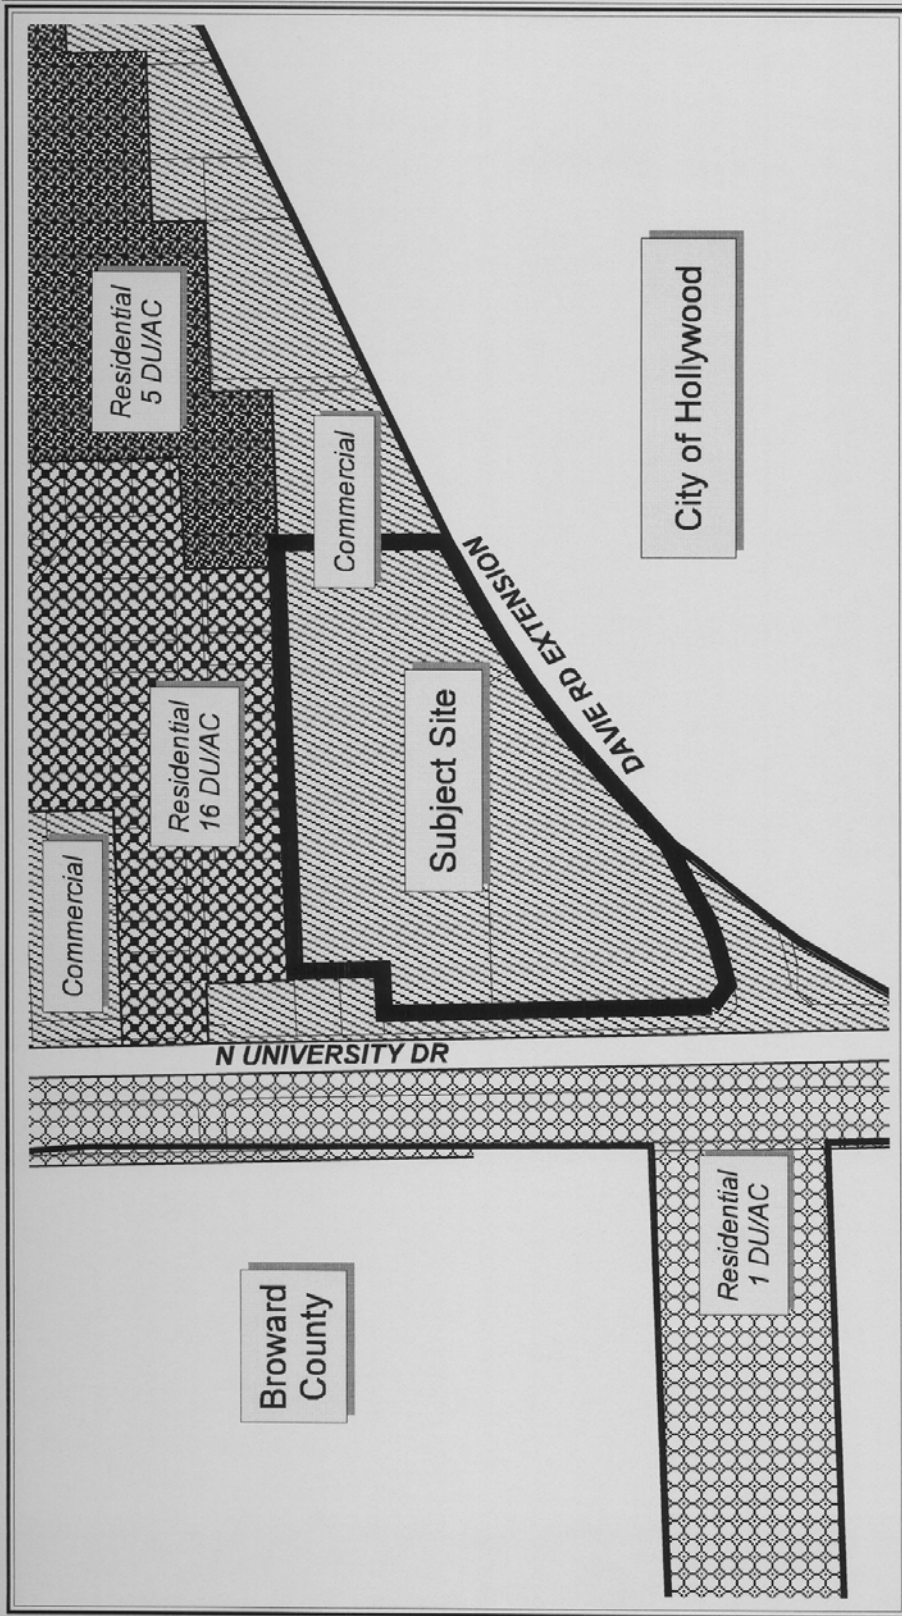 Commercial
Residential
5 DU/AC
Residential
16 DU/AC
Broward
County
N UNIVERSITY DR
Commercial
Subject Site
DAVIE RD EXTENSION
City of Hollywood
Residential
1 DU/AC